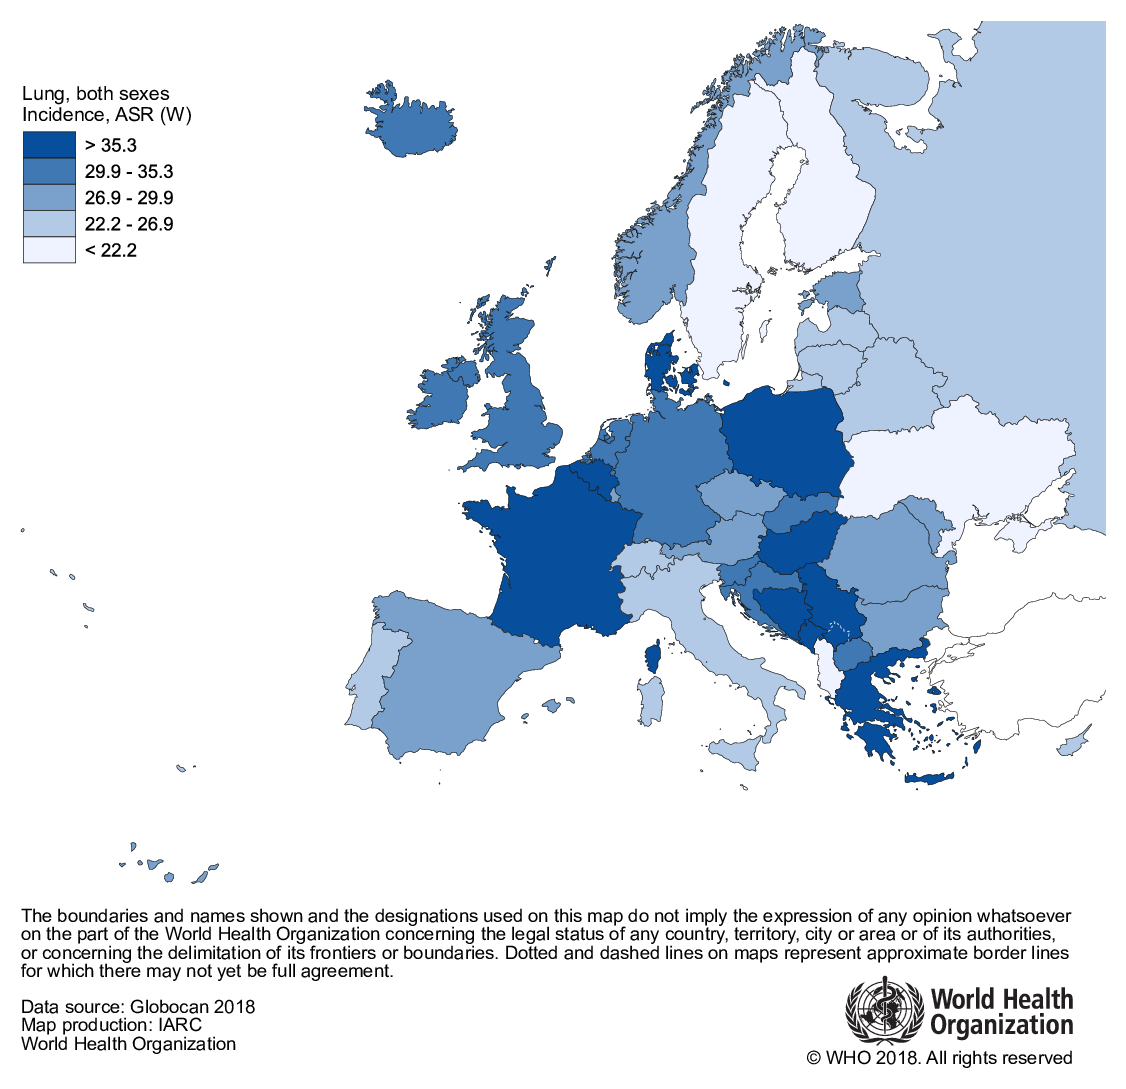 Lung, both sexes
Incidence, ASR (W)
> 35.3
29.9 - 35.3
26.9 - 29.9
22.2 - 26.9
< 22.2
The boundaries and names shown and the designations used on this map do not imply the expression of any opinion whatsoever
on the part of the World Health Organization concerning the legal status of any country, territory, city or area or of its authorities,
or concerning the delimitation of its frontiers or boundaries. Dotted and dashed lines on maps represent approximate border lines
for which there may not yet be full agreement.
Data source: Globocan 2018
Map production: IARC
World Health Organization
World Health
Organization
© WHO 2018. All rights reserved